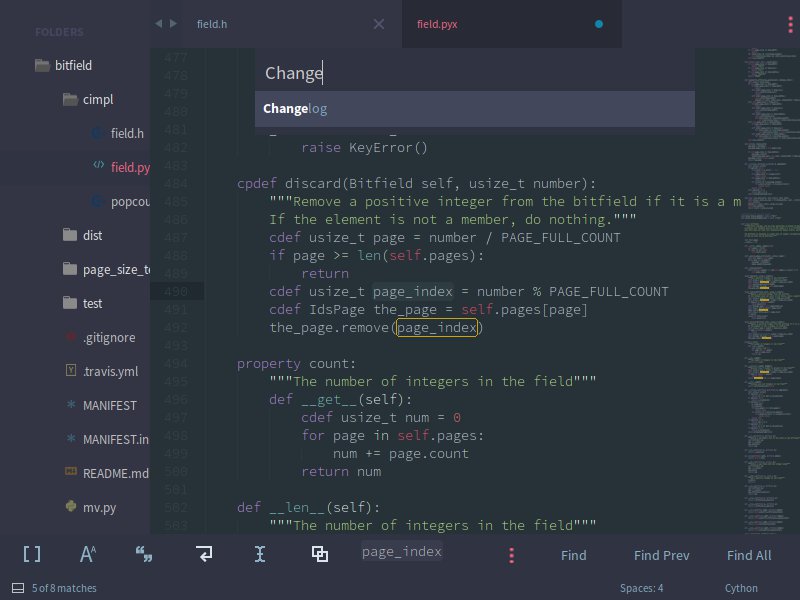 field.h
field.pyx
FOLDERS
bitfield
cimpl
field.h
field.py
popcou
dist
page_size_t
test
.gitignore
.travis.yml
MANIFEST
MANIFEST.in
README.md
mv.py
Change
Changelog
477
478
479
480
481
482 raise KeyError()
483
484 cpdef discard(Bitfield self, usize_t number):
485 """Remove a positive integer from the bitfield if it is a m
486 If the element is not a member, do nothing."""
487 cdef usize_t page = number / PAGE_FULL_COUNT
488 if page >= len(self.pages):
489 return
490 cdef usize_t page_index = number % PAGE_FULL_COUNT
491 cdef IdsPage the_page = self.pages[page]
492 the_page.remove(page_index)
493
494 property count:
495 """The number of integers in the field"""
496 def __get__(self):
497 cdef usize_t num = 0
498 for page in self.pages:
499 num += page.count
500 return num
501
502 def __len__(self):
503 """The number of integers in the field"""
page_index
Find
Find Prev
Find All
5 of 8 matches
Spaces: 4
Cython